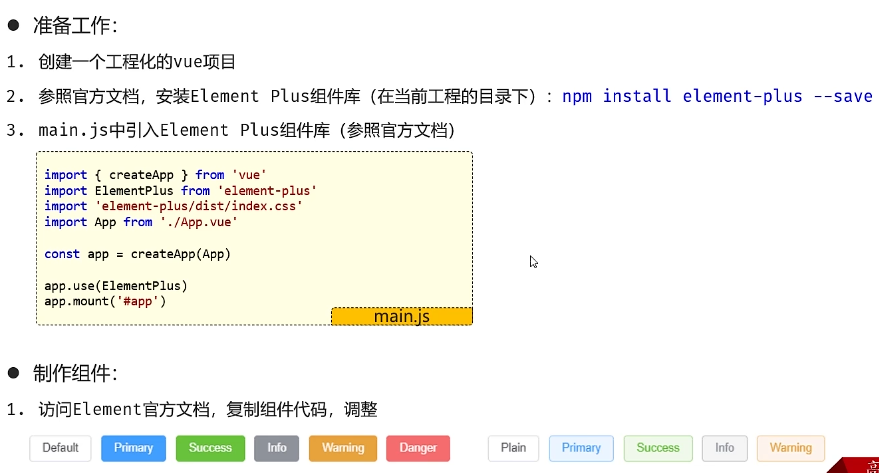 ● 准备工作：
1. 创建一个工程化的vue项目
2. 参照官方文档，安装Element Plus组件库（在当前工程的目录下）：npm install element-plus --save
3. main.js中引入Element Plus组件库（参照官方文档）
import { createApp } from 'vue'
import ElementPlus from 'element-plus'
import 'element-plus/dist/index.css'
import App from './App.vue'
const app = createApp(App)
app.use(ElementPlus)
app.mount('#app')
main.js
● 制作组件：
1. 访问Element官方文档，复制组件代码，调整
Default Primary Success Info Warning Danger Plain Primary Success Info Warning